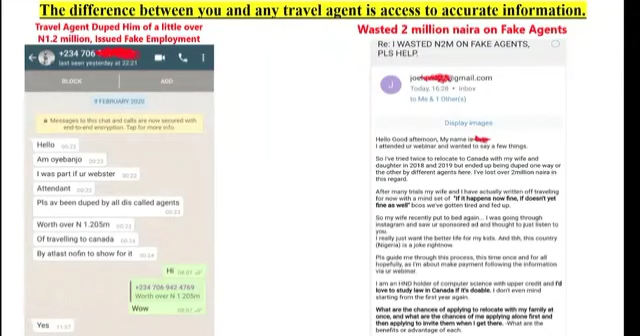 The difference between you and any travel agent is access to accurate information.
Travel Agent Duped Him of a little over
N1.2 million, Issued Fake Employment
+234 706
last seen yesterday at 22:21
BLOCK
ADD
9 FEBRUARY 2020
Messages to this chat and calls are now secured with
end-to-end encryption. Tap for more info.
Hello 00:22
Am oyebanjo 00:22
I was part if ur webster 00:22
Attendant 00:22
Pls av been duped by all dis called agents
00:23
Worth over N 1.205m
Of travelling to canada
By atlast nofin to show for it 00:24
Hi
+234 706 942 4769
Worth over N 1.205m
Wow
Yes
Wasted 2 million naira on Fake Agents
Re: I WASTED N2M ON FAKE AGENTS,
PLS HELP.
J
@gmail.com
Today, 16:28 • Inbox
to Me & 1 Other(s)
Display images
Hello Good afternoon, My name is
I attended ur webinar and wanted to say a few things.
So I've tried twice to relocate to Canada with my wife and
daughter in 2018 and 2019 but ended up being duped one way or
the other by different agents here. I've lost over 2million naira in
this regard.
After many trials my wife and I have actually written off traveling
for now with a mind set of "if it happens now fine, if doesn't yet
fine as well" bcos we've gotten tired and fed up.
So my wife recently put to bed again... I was going through
instagram and saw ur sponsored ad and thought to just listen to
you.
I really just want the better life for my kids. And tbh, this country
(Nigeria) is a joke rightnow.
Pls guide me through this process, this time once and for all
hopefully, as I'm about make payment following the information
via ur webinar.
I am an HND holder of computer science with upper credit and I'd
love to study law in Canada if it's doable, I don't even mind
starting from the first year again.
What are the chances of planning to relocate with my family at
once, and what are the chances of me applying alone first and
then applying to invite them when I get there. -What are the
benefits or advantage of each.